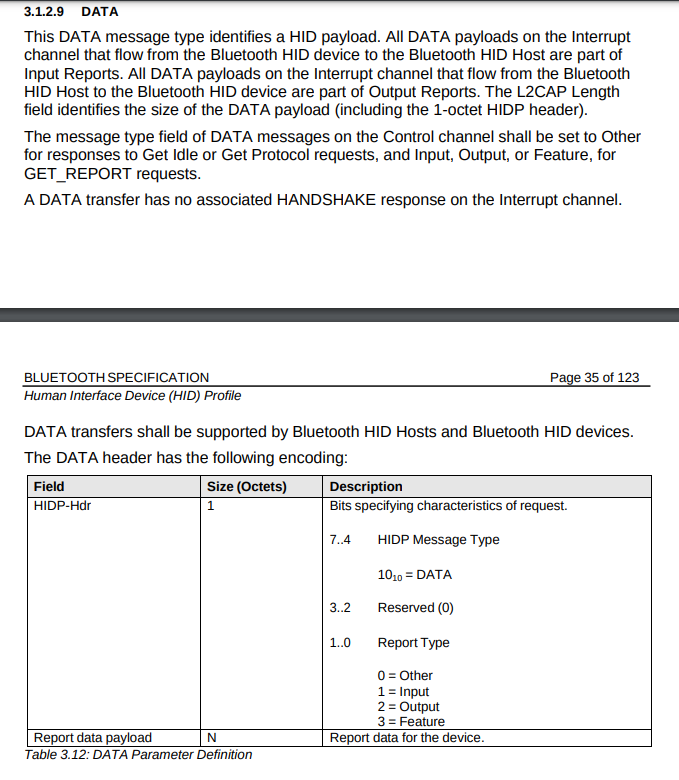 3.1.2.9 DATA
This DATA message type identifies a HID payload. All DATA payloads on the Interrupt
channel that flow from the Bluetooth HID device to the Bluetooth HID Host are part of
Input Reports. All DATA payloads on the Interrupt channel that flow from the Bluetooth
HID Host to the Bluetooth HID device are part of Output Reports. The L2CAP Length
field identifies the size of the DATA payload (including the 1-octet HIDP header).
The message type field of DATA messages on the Control channel shall be set to Other
for responses to Get Idle or Get Protocol requests, and Input, Output, or Feature, for
GET_REPORT requests.
A DATA transfer has no associated HANDSHAKE response on the Interrupt channel.
BLUETOOTH SPECIFICATION Page 35 of 123
Human Interface Device (HID) Profile
DATA transfers shall be supported by Bluetooth HID Hosts and Bluetooth HID devices.
The DATA header has the following encoding:
Field Size (Octets) Description
HIDP-Hdr 1 Bits specifying characteristics of request.
7..4 HIDP Message Type
10₁₀ = DATA
3..2 Reserved (0)
1..0 Report Type
0 = Other
1 = Input
2 = Output
3 = Feature
Report data payload N Report data for the device.
Table 3.12: DATA Parameter Definition